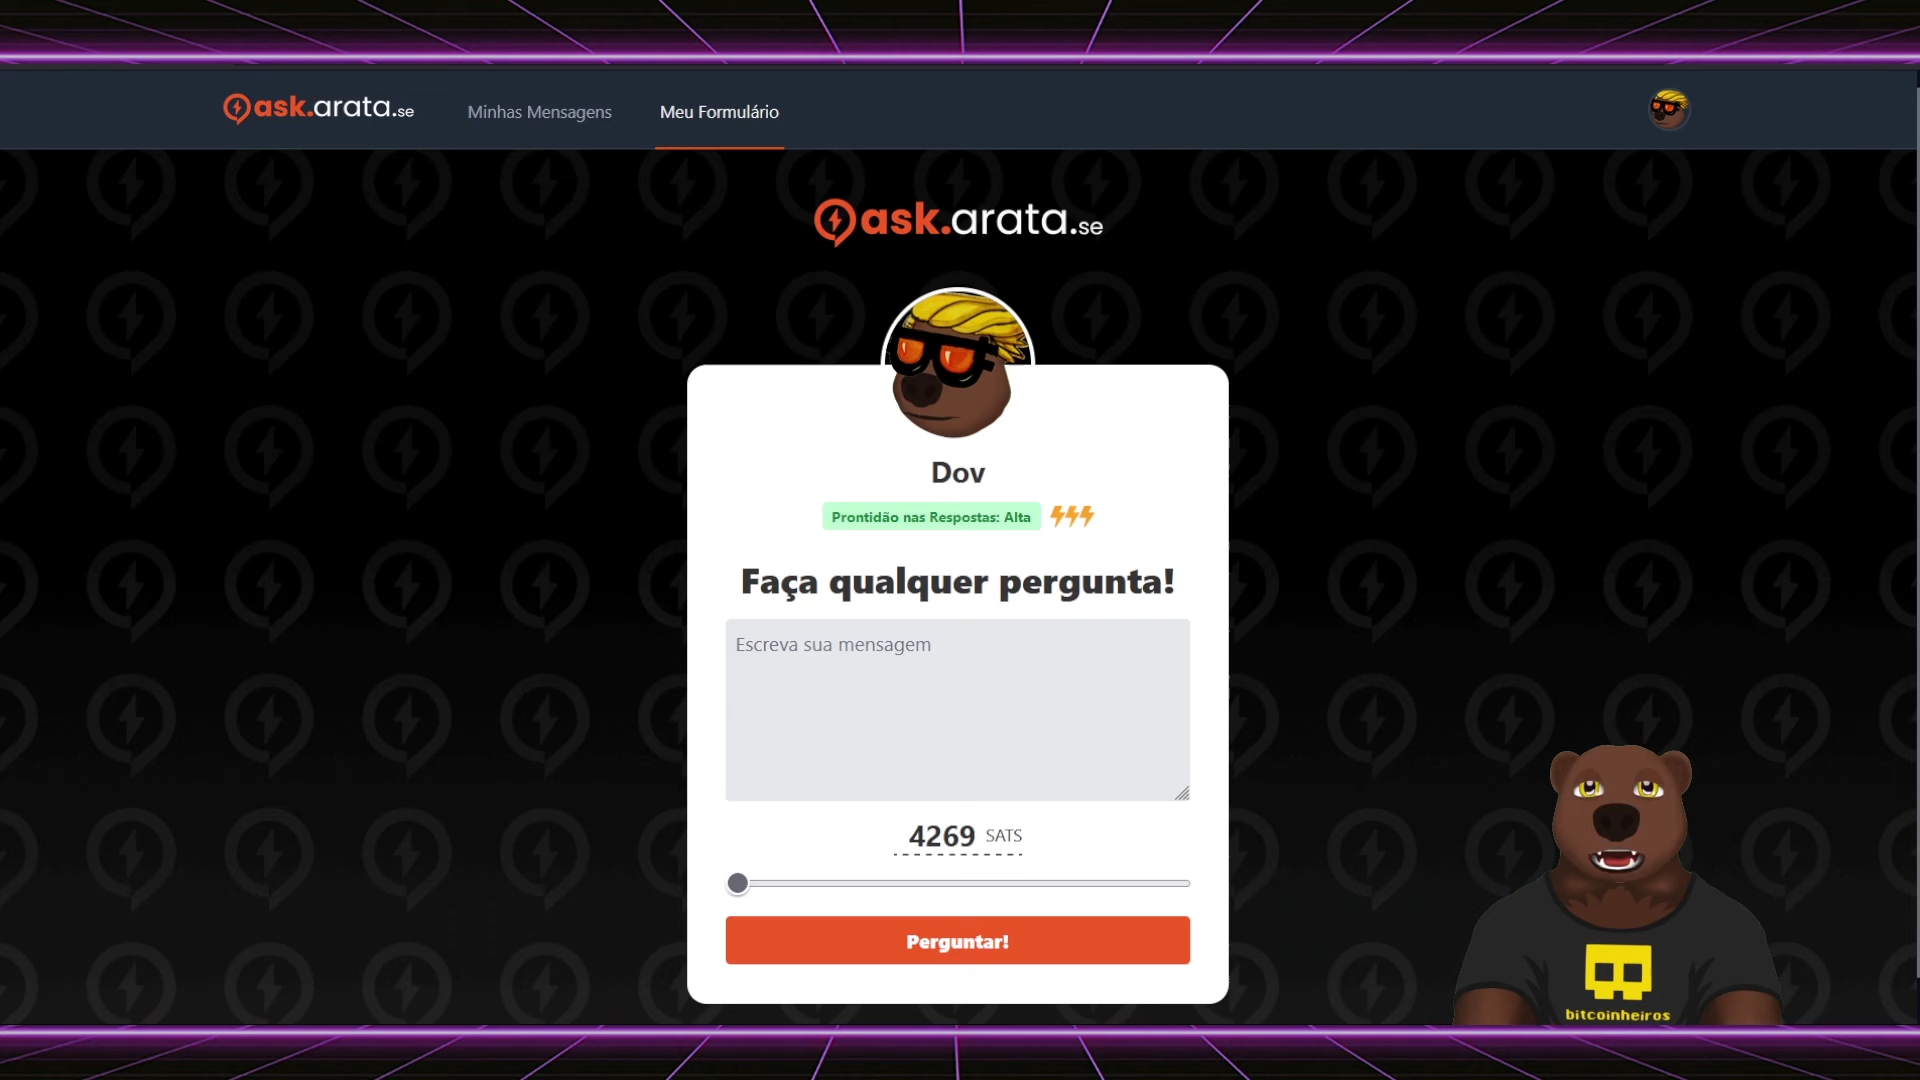 ask.arata.se
Minhas Mensagens
Meu Formulário
ask.arata.se
Dov
Prontidão nas Respostas: Alta
Faça qualquer pergunta!
Escreva sua mensagem
4269 SATS
Perguntar!
bitcoinheiros